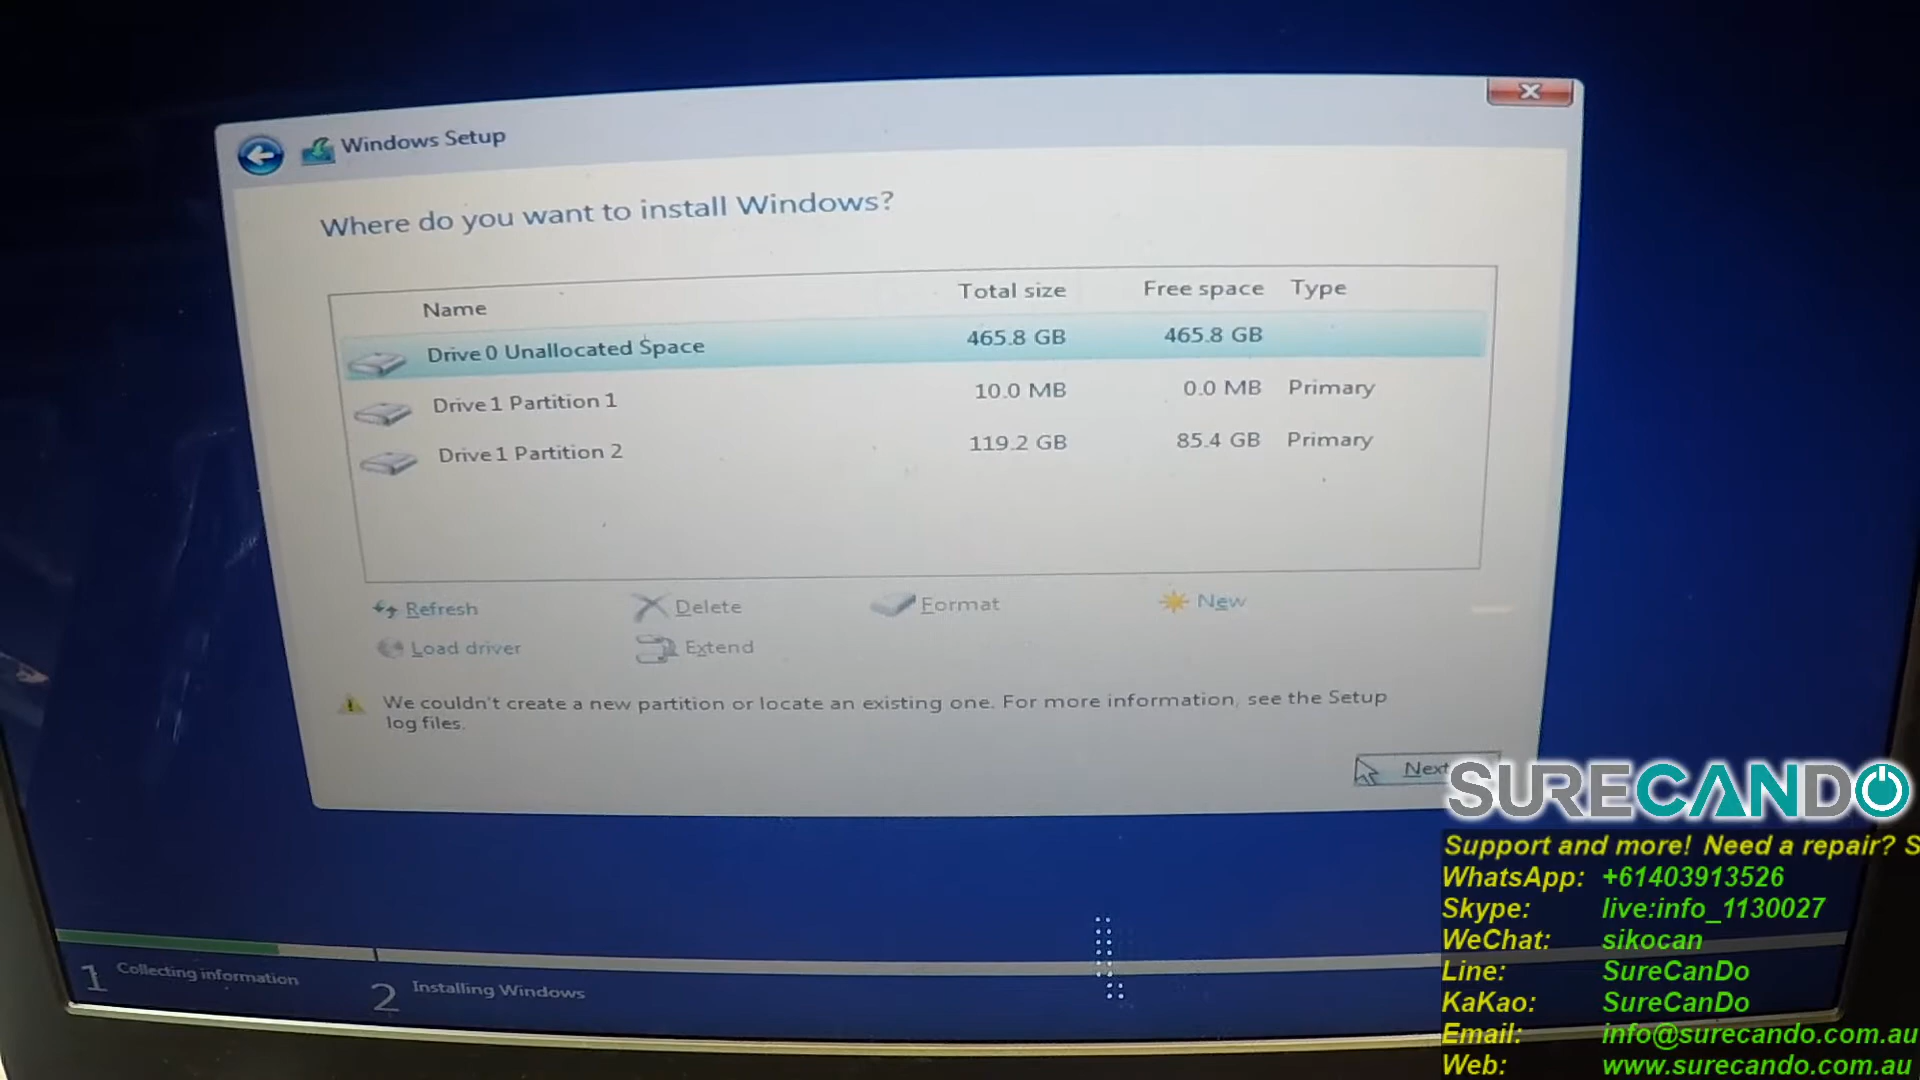 Windows Setup
Where do you want to install Windows?
Name Total size Free space Type
Drive 0 Unallocated Space 465.8 GB 465.8 GB
Drive 1 Partition 1 10.0 MB 0.0 MB Primary
Drive 1 Partition 2 119.2 GB 85.4 GB Primary
Refresh Delete Format New
Load driver Extend
We couldn't create a new partition or locate an existing one. For more information, see the Setup
log files.
Next
SURECANDO
Support and more! Need a repair? S
WhatsApp: +61403913526
Skype: live:info_1130027
WeChat: sikocan
Line: SureCanDo
KaKao: SureCanDo
Email: info@surecando.com.au
Web: www.surecando.com.au
1 Collecting information
2 Installing Windows